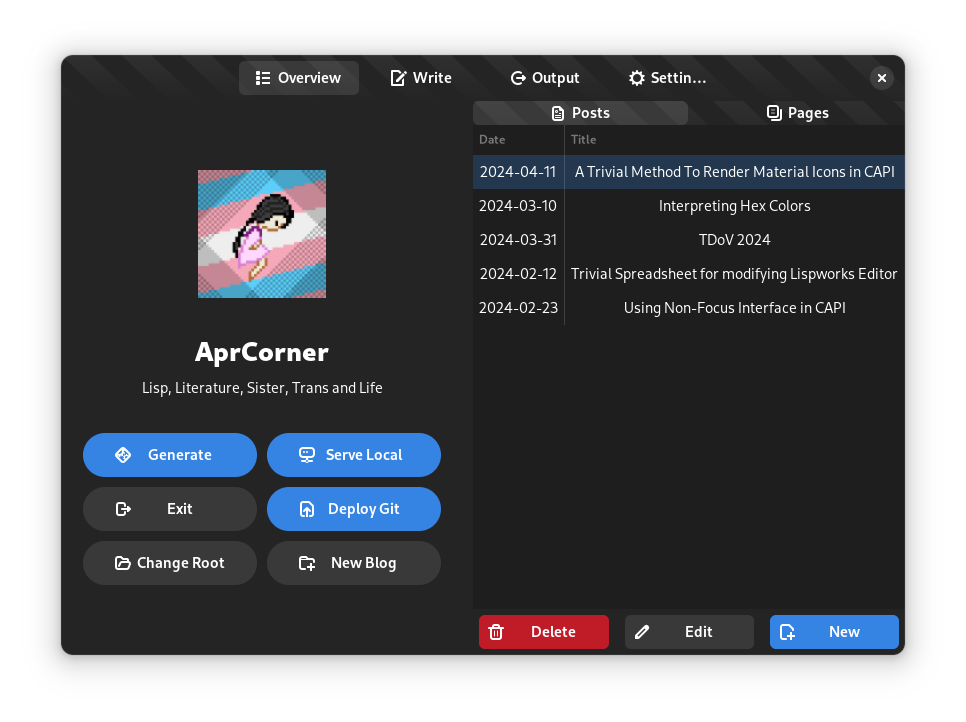 Overview
Write
Output
Settin...
Posts
Pages
Date
Title
2024-04-11
A Trivial Method To Render Material Icons in CAPI
2024-03-10
Interpreting Hex Colors
2024-03-31
TDoV 2024
2024-02-12
Trivial Spreadsheet for modifying Lispworks Editor
2024-02-23
Using Non-Focus Interface in CAPI
AprCorner
Lisp, Literature, Sister, Trans and Life
Generate
Serve Local
Exit
Deploy Git
Change Root
New Blog
Delete
Edit
New